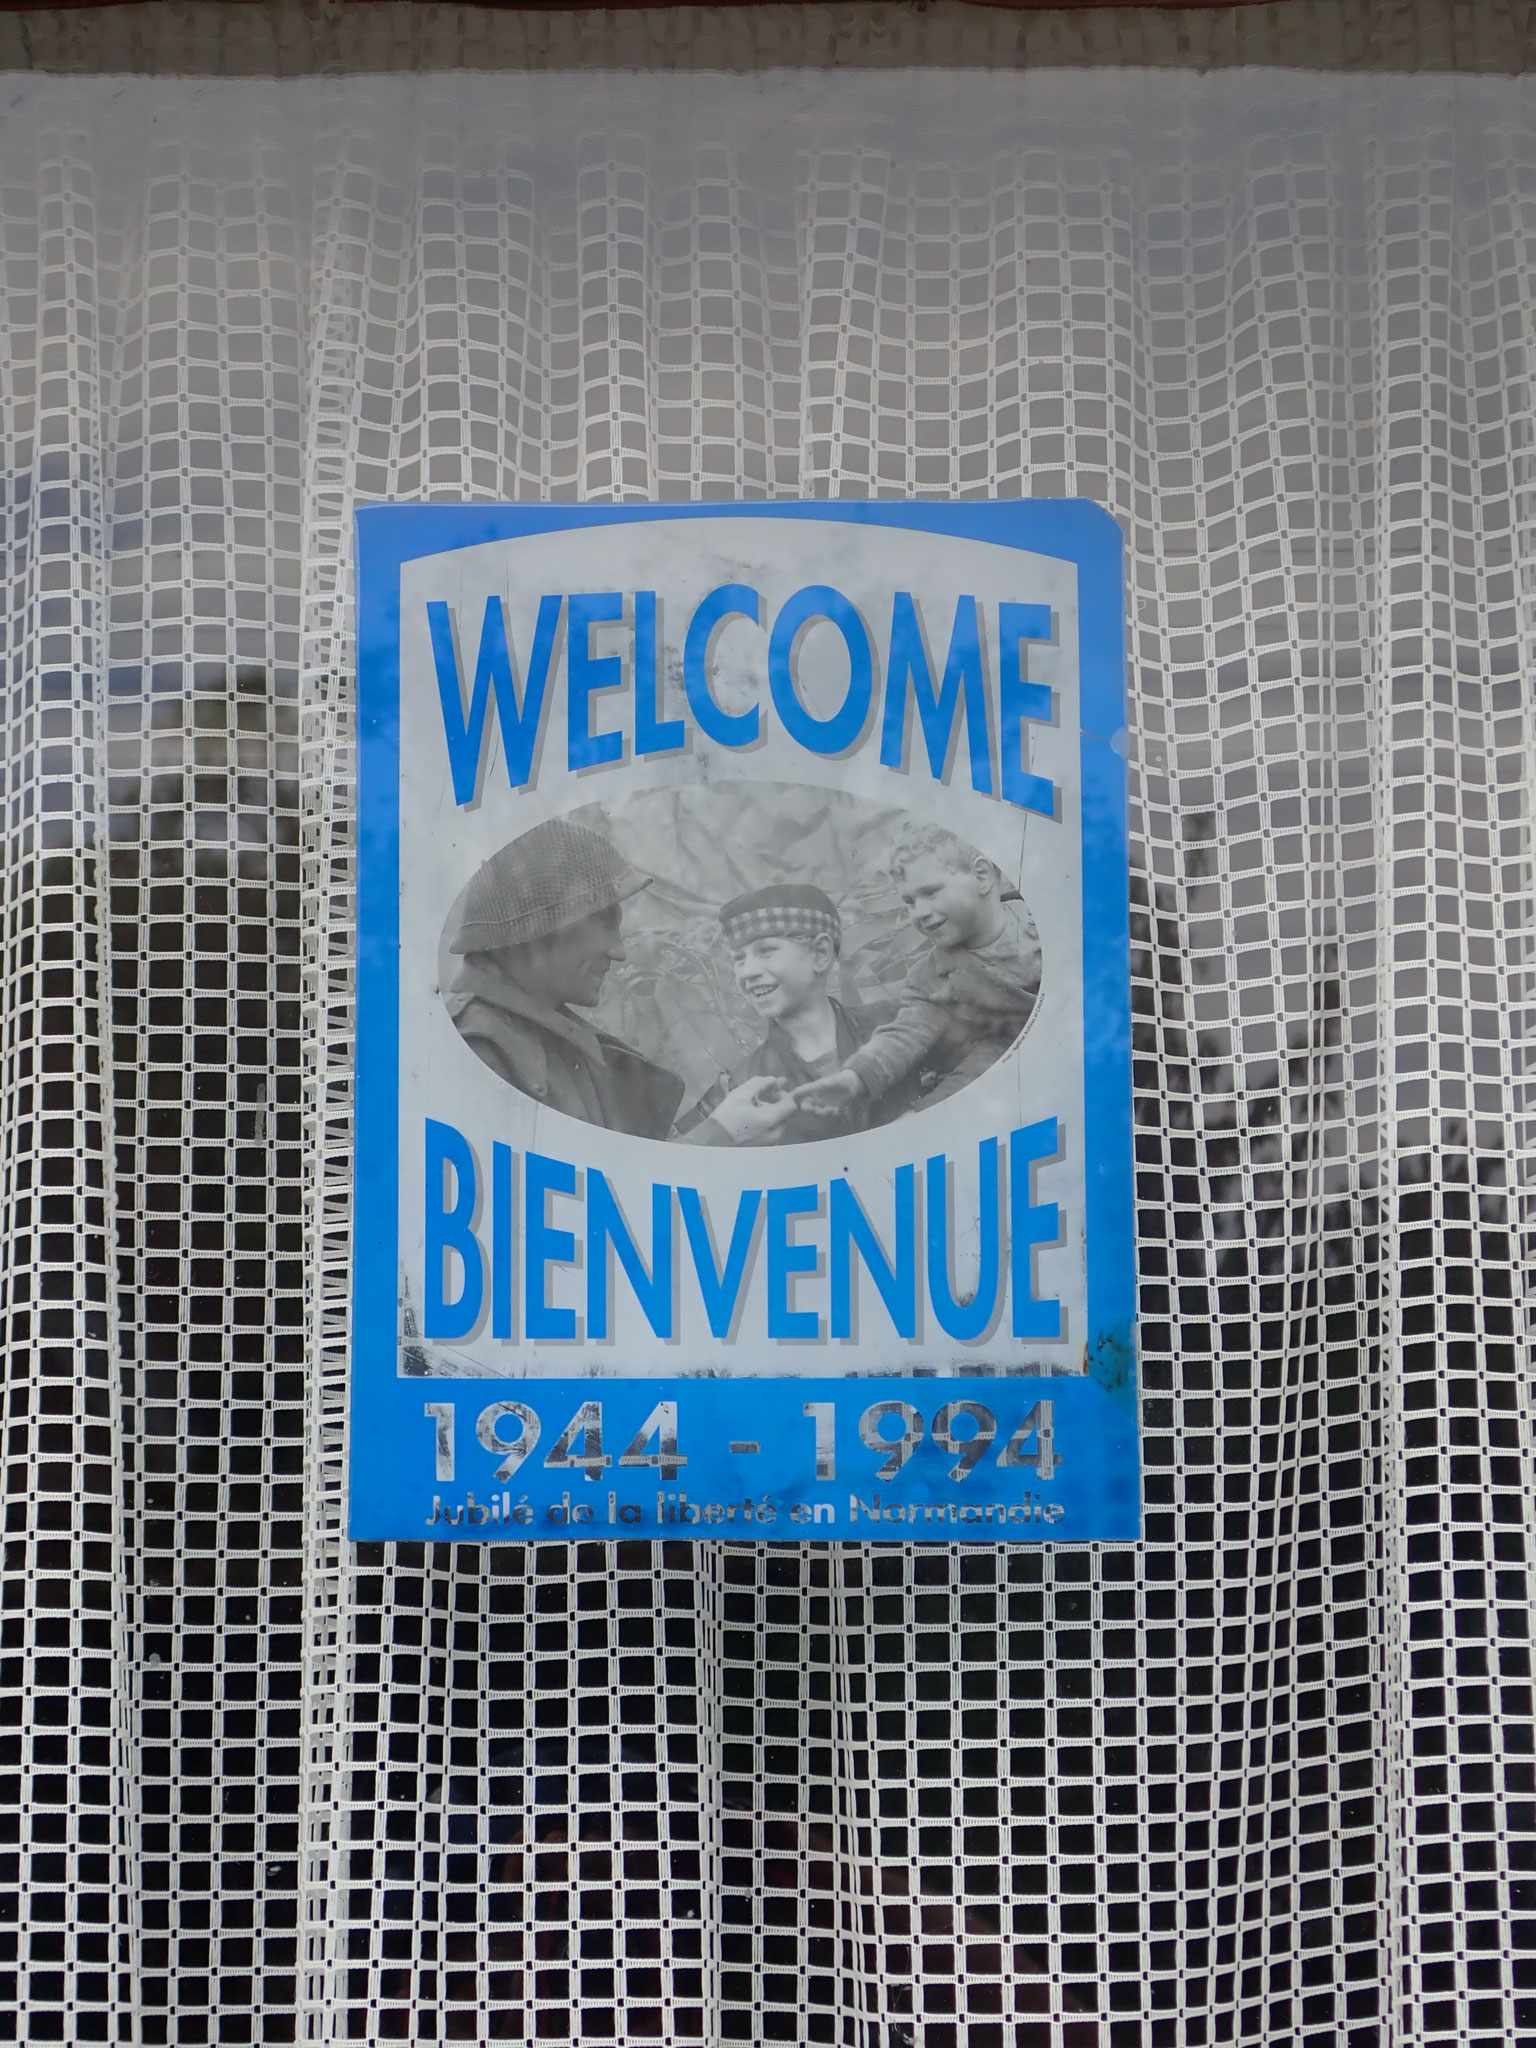 WELCOME
BIENVENUE
1944 - 1994
Jubilé de la liberté en Normandie